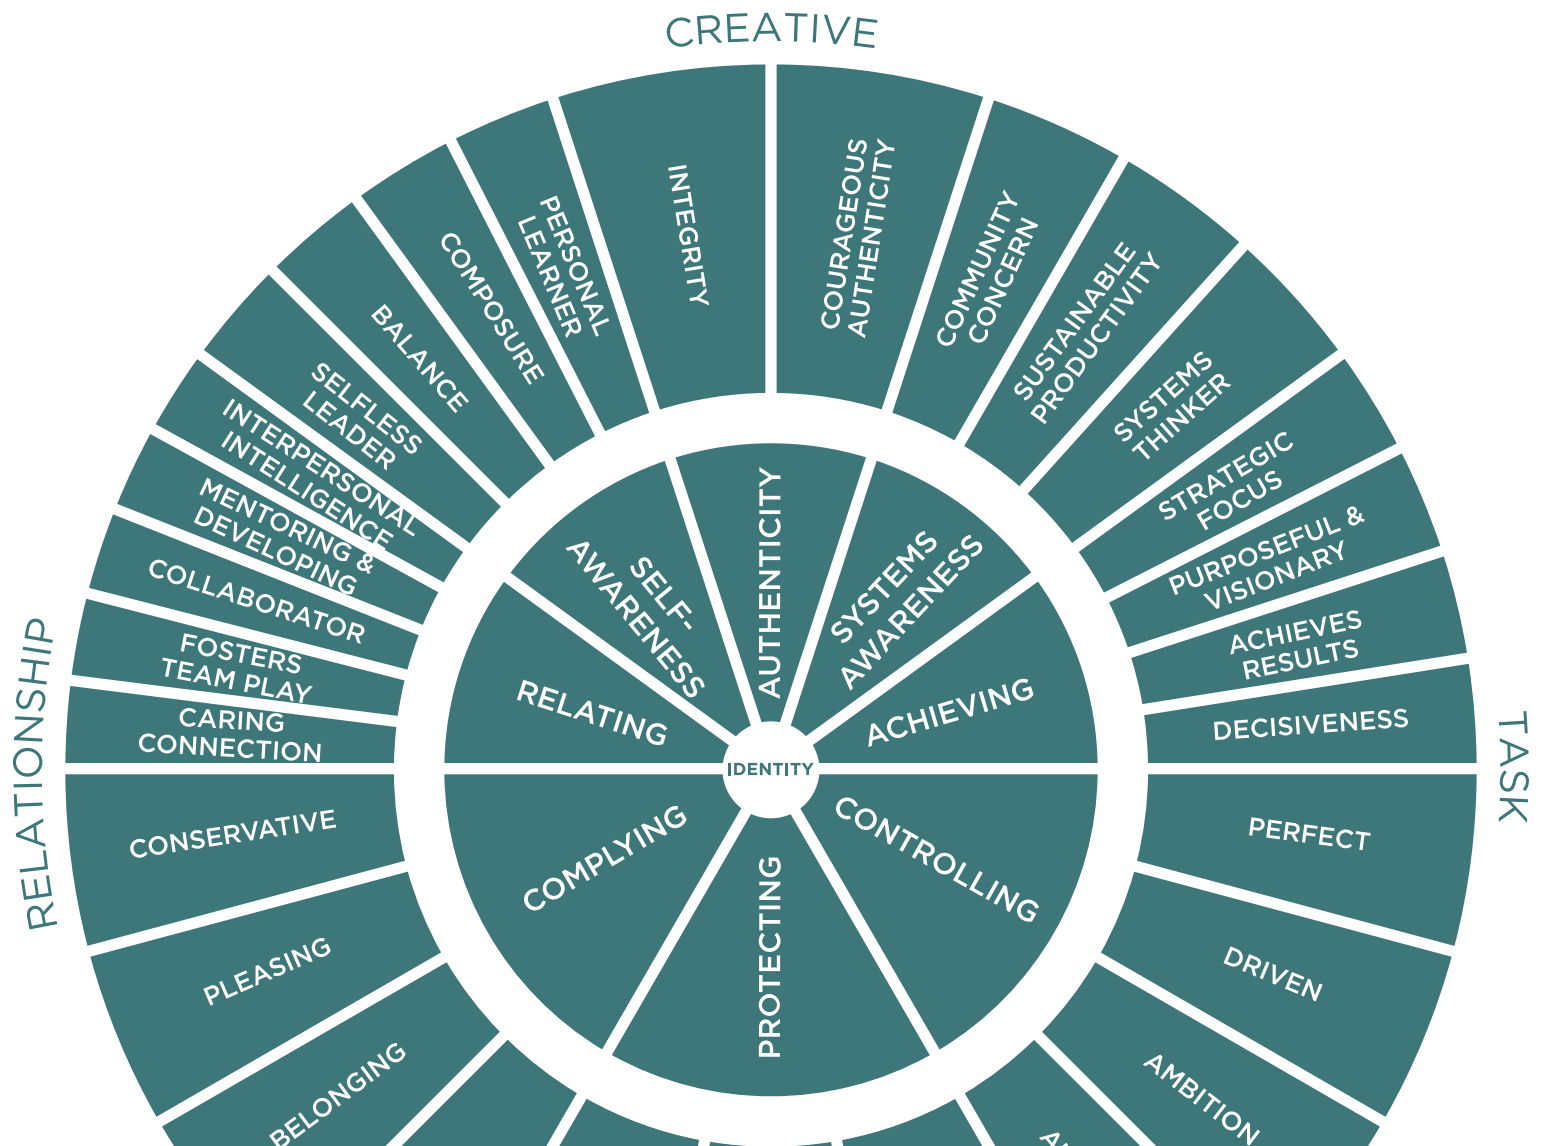 CREATIVE
INTEGRITY
COURAGEOUS
AUTHENTICITY
PERSONAL
LEARNER
COMMUNITY
CONCERN
COMPOSURE
SUSTAINABLE
PRODUCTIVITY
BALANCE
SYSTEMS
THINKER
SELFLESS
LEADER
STRATEGIC
FOCUS
INTERPERSONAL
INTELLIGENCE
PURPOSEFUL &
VISIONARY
MENTORING &
DEVELOPING
ACHIEVES
RESULTS
COLLABORATOR
FOSTERS
TEAM PLAY
DECISIVENESS
CARING
CONNECTION
RELATIONSHIP
TASK
SELF-
AWARENESS
AUTHENTICITY
SYSTEMS
AWARENESS
RELATING
ACHIEVING
IDENTITY
COMPLYING
PROTECTING
CONTROLLING
CONSERVATIVE
PERFECT
PLEASING
DRIVEN
BELONGING
AMBITION